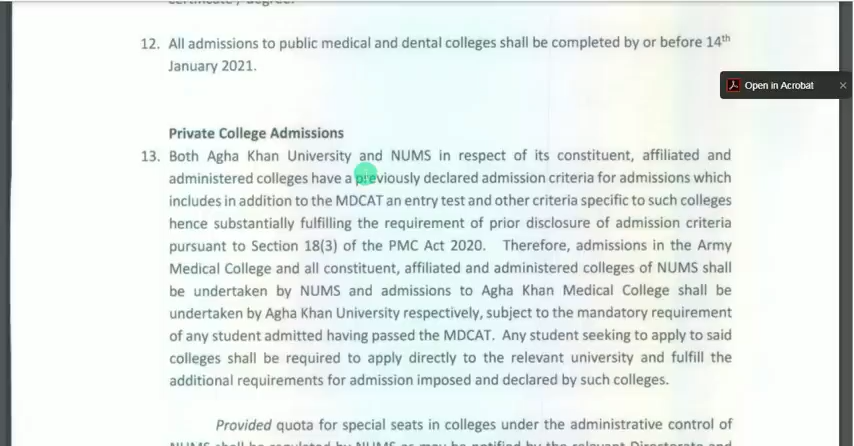 12. All admissions to public medical and dental colleges shall be completed by or before 14th
January 2021.
Open in Acrobat
Private College Admissions
13. Both Agha Khan University and NUMS in respect of its constituent, affiliated and
administered colleges have a previously declared admission criteria for admissions which
includes in addition to the MDCAT an entry test and other criteria specific to such colleges
hence substantially fulfilling the requirement of prior disclosure of admission criteria
pursuant to Section 18(3) of the PMC Act 2020. Therefore, admissions in the Army
Medical College and all constituent, affiliated and administered colleges of NUMS shall
be undertaken by NUMS and admissions to Agha Khan Medical College shall be
undertaken by Agha Khan University respectively, subject to the mandatory requirement
of any student admitted having passed the MDCAT. Any student seeking to apply to said
colleges shall be required to apply directly to the relevant university and fulfill the
additional requirements for admission imposed and declared by such colleges.
Provided quota for special seats in colleges under the administrative control of